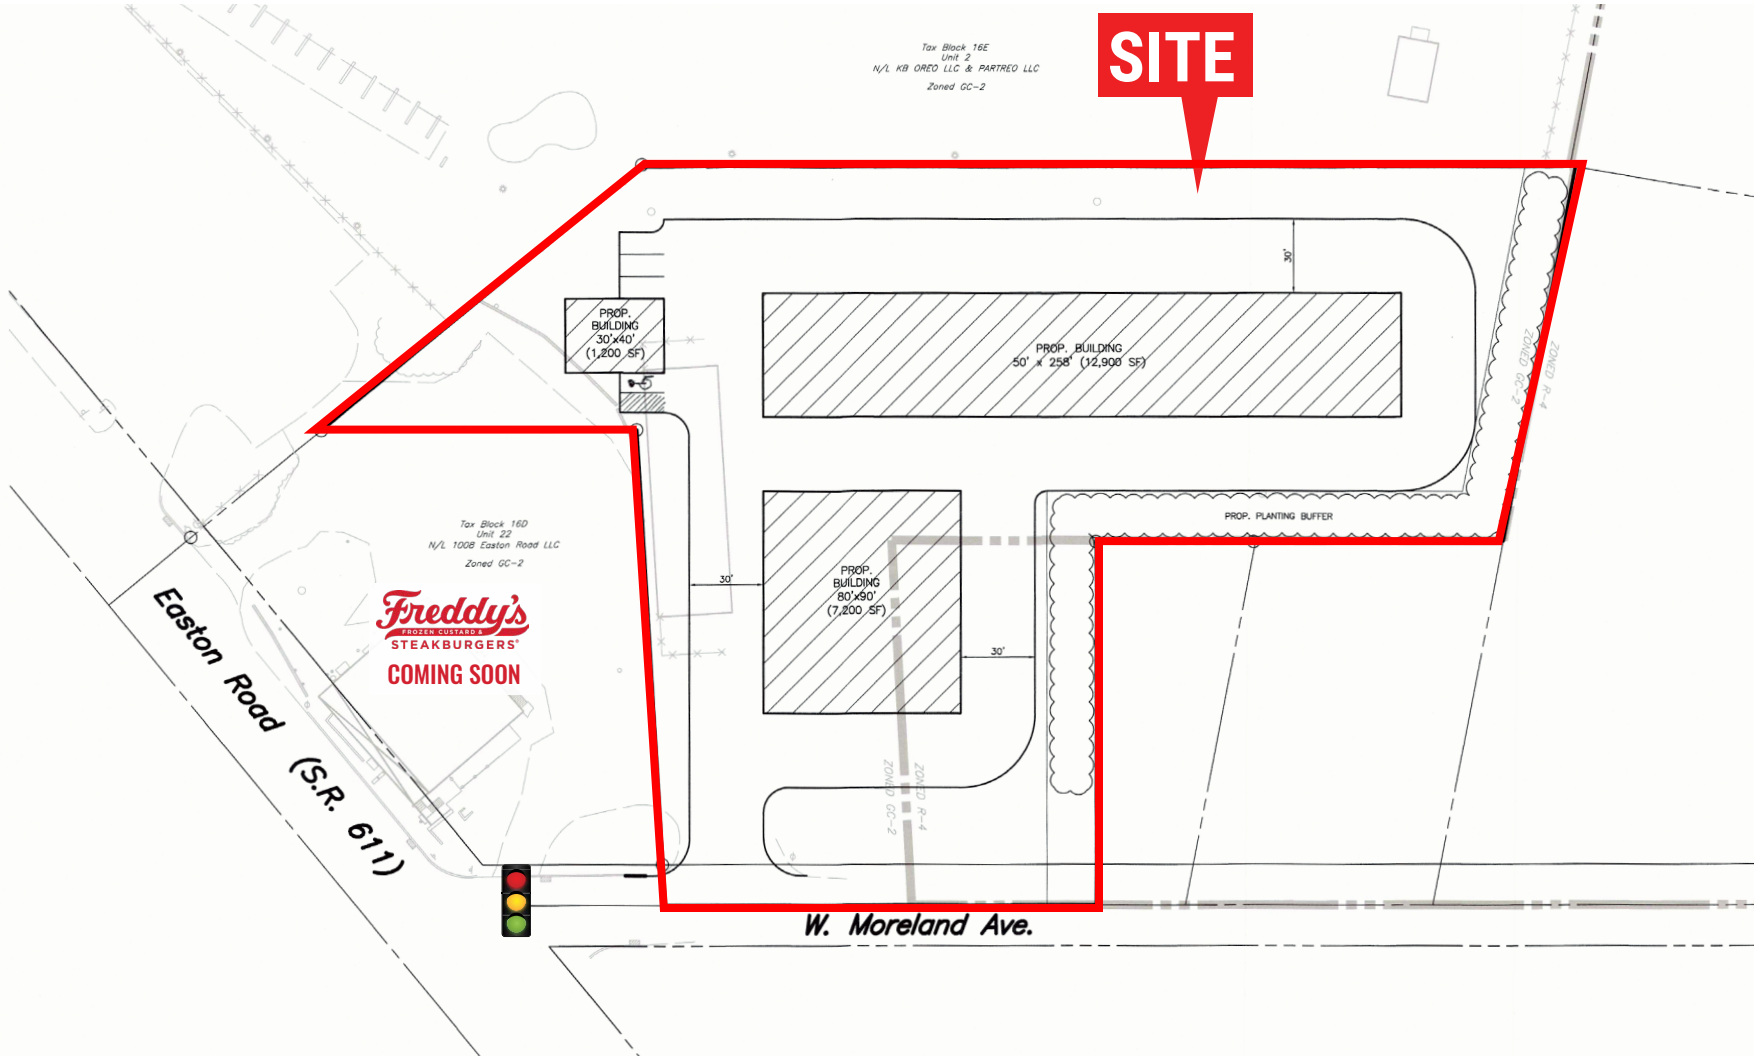 SITE
Tax Block 16E
Unit 2
N/L KB OREO LLC & PARTREO LLC
Zoned GC-2
30'
PROP.
BUILDING
30'x40'
(1,200 SF)
5
PROP. BUILDING
50' x 258' (12,900 SF)
ZONED GC-2
ZONED R-4
PROP. PLANTING BUFFER
Tax Block 16D
Unit 22
N/L 1008 Easton Road LLC
Zoned GC-2
Freddy's
FROZEN CUSTARD &
STEAKBURGERS®
COMING SOON
30'
PROP.
BUILDING
80'x90'
(7,200 SF)
30'
Easton Road (S.R. 611)
ZONED GC-2
ZONED R-4
W. Moreland Ave.